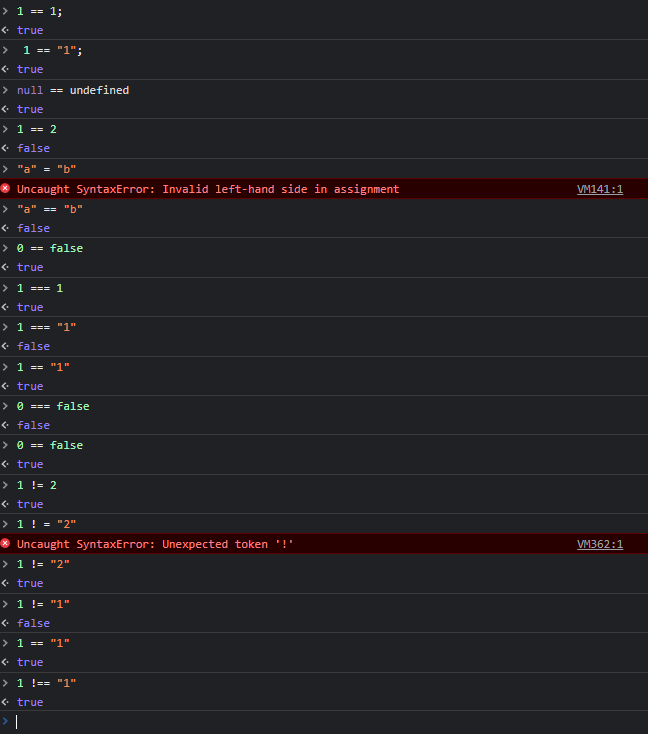 > 1 == 1;
< true
> 1 == "1";
< true
> null == undefined
< true
> 1 == 2
< false
> "a" = "b"
Uncaught SyntaxError: Invalid left-hand side in assignment VM141:1
> "a" == "b"
< false
> 0 == false
< true
> 1 === 1
< true
> 1 === "1"
< false
> 1 == "1"
< true
> 0 === false
< false
> 0 == false
< true
> 1 != 2
< true
> 1 ! = "2"
Uncaught SyntaxError: Unexpected token '!' VM362:1
> 1 != "2"
< true
> 1 != "1"
< false
> 1 == "1"
< true
> 1 !== "1"
< true
>